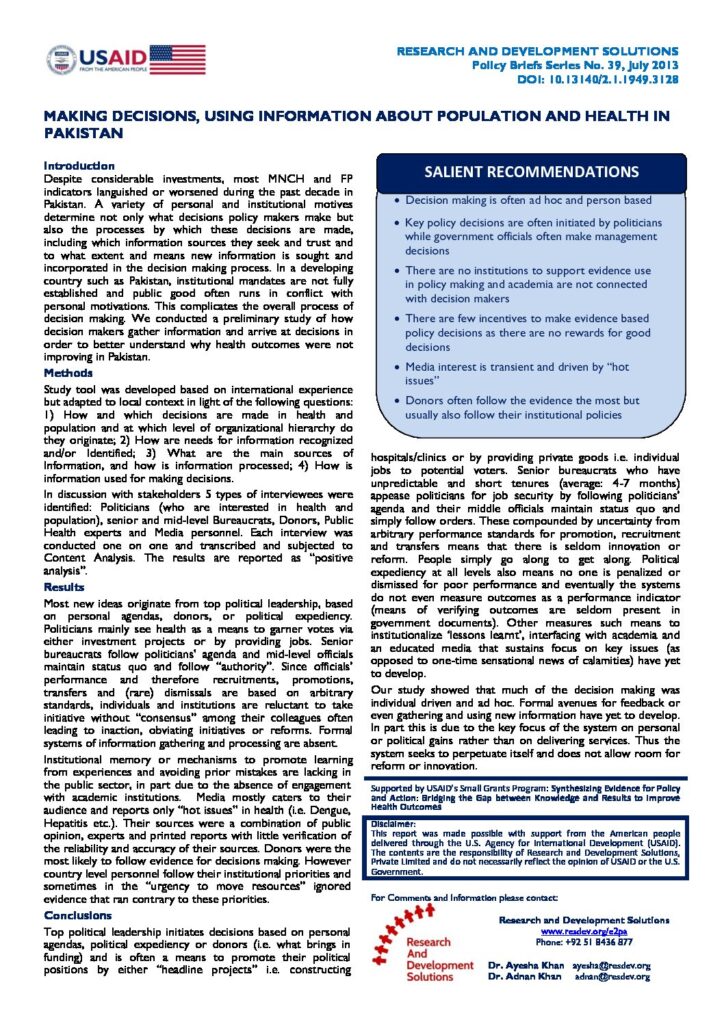 USAID
FROM THE AMERICAN PEOPLE
RESEARCH AND DEVELOPMENT SOLUTIONS
Policy Briefs Series No. 39, July 2013
DOI: 10.13140/2.1.1949.3128
MAKING DECISIONS, USING INFORMATION ABOUT POPULATION AND HEALTH IN
PAKISTAN
Introduction
Despite considerable investments, most MNCH and FP
indicators languished or worsened during the past decade in
Pakistan. A variety of personal and institutional motives
determine not only what decisions policy makers make but
also the processes by which these decisions are made,
including which information sources they seek and trust and
to what extent and means new information is sought and
incorporated in the decision making process. In a developing
country such as Pakistan, institutional mandates are not fully
established and public good often runs in conflict with
personal motivations. This complicates the overall process of
decision making. We conducted a preliminary study of how
decision makers gather information and arrive at decisions in
order to better understand why health outcomes were not
improving in Pakistan.
Methods
Study tool was developed based on international experience
but adapted to local context in light of the following questions:
1) How and which decisions are made in health and
population and at which level of organizational hierarchy do
they originate; 2) How are needs for information recognized
and/or Identified; 3) What are the main sources of
Information, and how is information processed; 4) How is
information used for making decisions.
In discussion with stakeholders 5 types of interviewees were
identified: Politicians (who are interested in health and
population), senior and mid-level Bureaucrats, Donors, Public
Health experts and Media personnel. Each interview was
conducted one on one and transcribed and subjected to
Content Analysis. The results are reported as “positive
analysis”.
Results
Most new ideas originate from top political leadership, based
on personal agendas, donors, or political expediency.
Politicians mainly see health as a means to garner votes via
either investment projects or by providing jobs. Senior
bureaucrats follow politicians’ agenda and mid-level officials
maintain status quo and follow “authority”. Since officials’
performance and therefore recruitments, promotions,
transfers and (rare) dismissals are based on arbitrary
standards, individuals and institutions are reluctant to take
initiative without “consensus” among their colleagues often
leading to inaction, obviating initiatives or reforms. Formal
systems of information gathering and processing are absent.
Institutional memory or mechanisms to promote learning
from experiences and avoiding prior mistakes are lacking in
the public sector, in part due to the absence of engagement
with academic institutions. Media mostly caters to their
audience and reports only “hot issues” in health (i.e. Dengue,
Hepatitis etc.). Their sources were a combination of public
opinion, experts and printed reports with little verification of
the reliability and accuracy of their sources. Donors were the
most likely to follow evidence for decisions making. However
country level personnel follow their institutional priorities and
sometimes in the “urgency to move resources” ignored
evidence that ran contrary to these priorities.
Conclusions
Top political leadership initiates decisions based on personal
agendas, political expediency or donors (i.e. what brings in
funding) and is often a means to promote their political
positions by either “headline projects” i.e. constructing
SALIENT RECOMMENDATIONS
• Decision making is often ad hoc and person based
• Key policy decisions are often initiated by politicians
while government officials often make management
decisions
• There are no institutions to support evidence use
in policy making and academia are not connected
with decision makers
• There are few incentives to make evidence based
policy decisions as there are no rewards for good
decisions
• Media interest is transient and driven by “hot
issues”
• Donors often follow the evidence the most but
usually also follow their institutional policies
hospitals/clinics or by providing private goods i.e. individual
jobs to potential voters. Senior bureaucrats who have
unpredictable and short tenures (average: 4-7 months)
appease politicians for job security by following politicians’
agenda and their middle officials maintain status quo and
simply follow orders. These compounded by uncertainty from
arbitrary performance standards for promotion, recruitment
and transfers means that there is seldom innovation or
reform. People simply go along to get along. Political
expediency at all levels also means no one is penalized or
dismissed for poor performance and eventually the systems
do not even measure outcomes as a performance indicator
(means of verifying outcomes are seldom present in
government documents). Other measures such means to
institutionalize ‘lessons learnt’, interfacing with academia and
an educated media that sustains focus on key issues (as
opposed to one-time sensational news of calamities) have yet
to develop.
Our study showed that much of the decision making was
individual driven and ad hoc. Formal avenues for feedback or
even gathering and using new information have yet to develop.
In part this is due to the key focus of the system on personal
or political gains rather than on delivering services. Thus the
system seeks to perpetuate itself and does not allow room for
reform or innovation.
Supported by USAID's Small Grants Program: Synthesizing Evidence for Policy
and Action: Bridging the Gap between Knowledge and Results to Improve
Health Outcomes
Disclaimer:
This report was made possible with support from the American people
delivered through the U.S. Agency for International Development (USAID).
The contents are the responsibility of Research and Development Solutions,
Private Limited and do not necessarily reflect the opinion of USAID or the U.S.
Government.
For Comments and Information please contact:
Research
And
Development
Solutions
Research and Development Solutions
www.resdev.org/e2pa
Phone: +92 51 8436 877
Dr. Ayesha Khan ayesha@resdev.org
Dr. Adnan Khan adnan@resdev.org